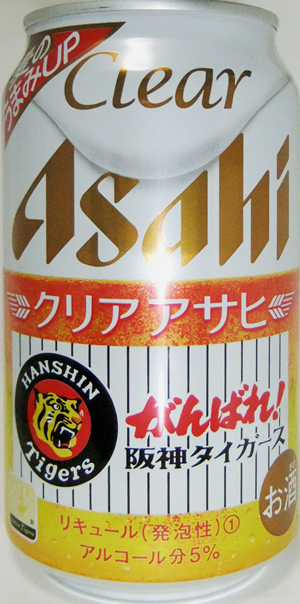 うまみUP
Clear
Asahi
クリア アサヒ
HANSHIN
Tigers
がんばれ!
阪神タイガース
お酒
リキュール(発泡性)①
アルコール分5%